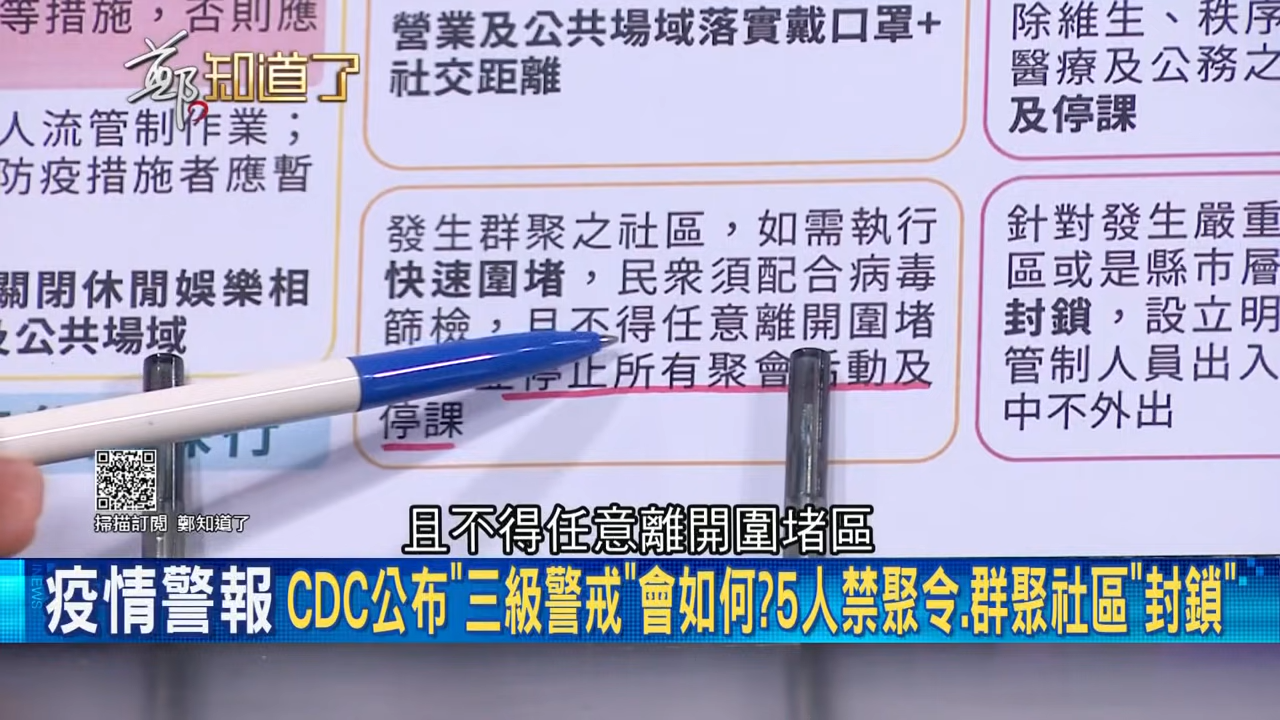 等措施，否則應
鄭知道了
人流管制作業；
防疫措施者應暫
關閉休閒娛樂相
及公共場域
營業及公共場域落實戴口罩+
社交距離
發生群聚之社區，如需執行
快速圍堵，民眾須配合病毒
篩檢，且不得任意離開圍堵
停止所有聚會活動及
停課
除維生、秩序
醫療及公務之
及停課
針對發生嚴重
區或是縣市層
封鎖，設立明
管制人員出入
中不外出
掃描訂閱 鄭知道了
且不得任意離開圍堵區
NEWS
疫情警報
CDC公布"三級警戒"會如何?5人禁聚令.群聚社區"封鎖"